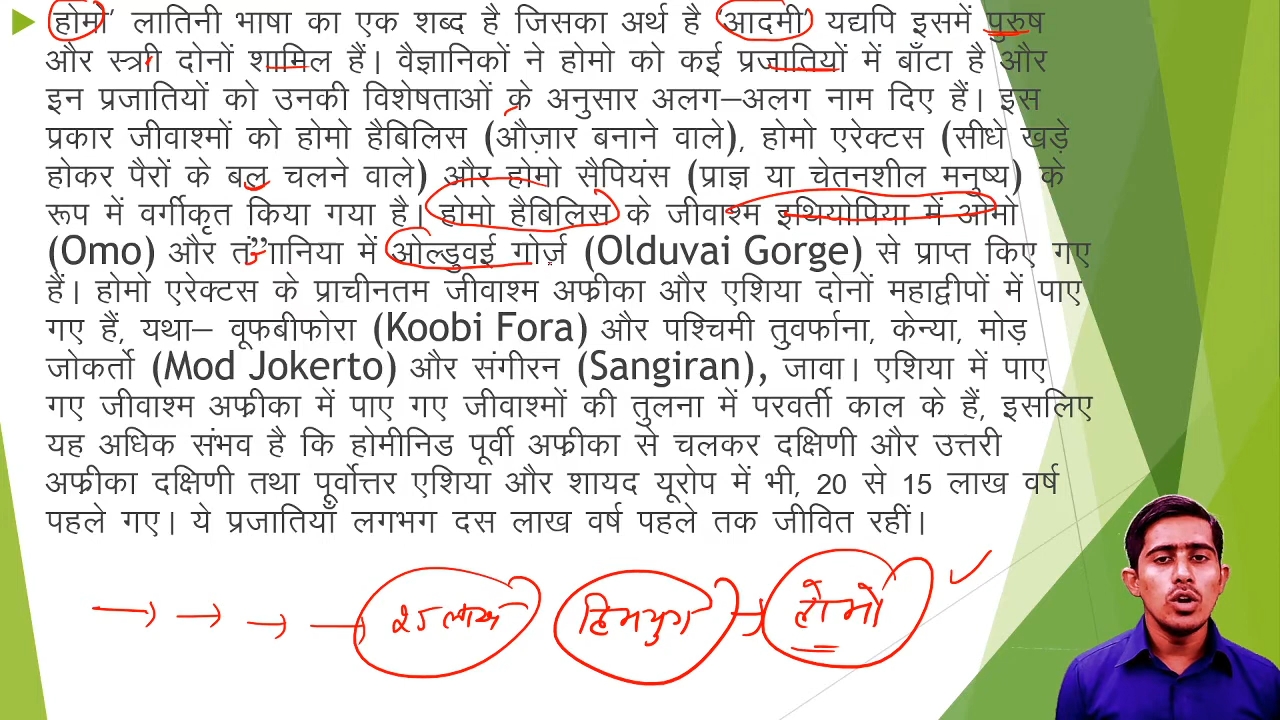 होमो’ लातिनी भाषा का एक शब्द है जिसका अर्थ है ‘आदमी’ यद्यपि इसमें पुरुष
और स्त्री दोनों शामिल हैं। वैज्ञानिकों ने होमो को कई प्रजातियों में बाँटा है और
इन प्रजातियों को उनकी विशेषताओं के अनुसार अलग–अलग नाम दिए हैं। इस
प्रकार जीवाश्मों को होमो हैबिलिस (औज़ार बनाने वाले), होमो एरेक्टस (सीधे खड़े
होकर पैरों के बल चलने वाले) और होमो सैपियंस (प्राज्ञ या चेतनशील मनुष्य) के
रूप में वर्गीकृत किया गया है। होमो हैबिलिस के जीवाश्म इथियोपिया में ओमो
(Omo) और तं”ागानिया में ओल्डुवई गोर्ज़ (Olduvai Gorge) से प्राप्त किए गए
हैं। होमो एरेक्टस के प्राचीनतम जीवाश्म अफ्रीका और एशिया दोनों महाद्वीपों में पाए
गए हैं, यथा– वूफबीफोरा (Koobi Fora) और पश्चिमी तुवर्फाना, केन्या, मोड़
जोकर्तो (Mod Jokerto) और संगीरन (Sangiran), जावा। एशिया में पाए
गए जीवाश्म अफ्रीका में पाए गए जीवाश्मों की तुलना में परवर्ती काल के हैं, इसलिए
यह अधिक संभव है कि होमीनिड पूर्वी अफ्रीका से चलकर दक्षिणी और उत्तरी
अफ्रीका दक्षिणी तथा पूर्वोत्तर एशिया और शायद यूरोप में भी, 20 से 15 लाख वर्ष
पहले गए। ये प्रजातियाँ लगभग दस लाख वर्ष पहले तक जीवित रहीं।
२५ लाख हिमयुग होमो